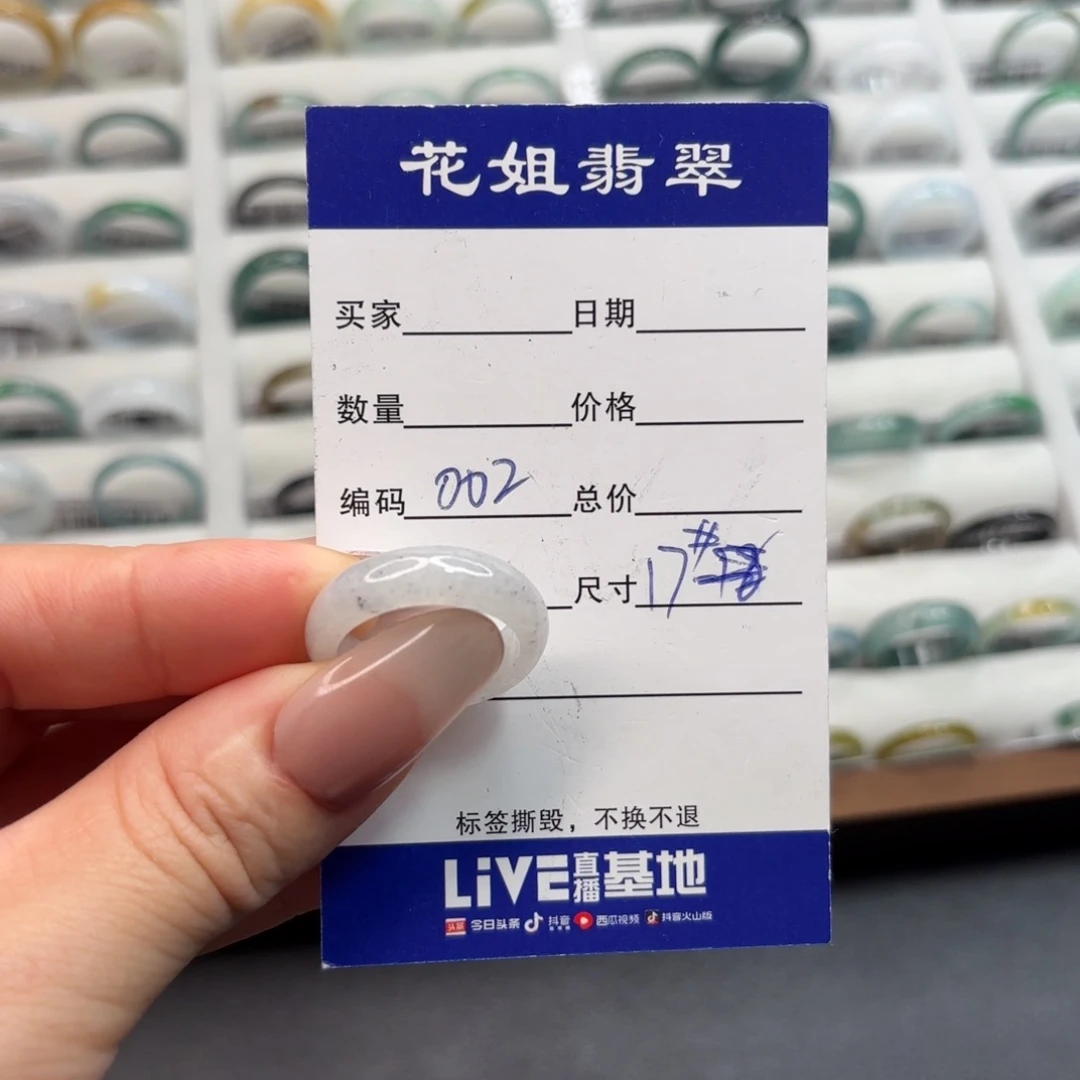 花姐翡翠
买家 日期
数量 价格
编码 002 总价
尺寸 17#
标签撕毁，不换不退
LiVE直播基地
头条 今日头条 抖音 西瓜视频 抖音火山版